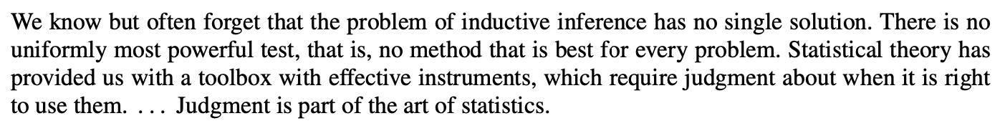 We know but often forget that the problem of inductive inference has no single solution. There is no
uniformly most powerful test, that is, no method that is best for every problem. Statistical theory has
provided us with a toolbox with effective instruments, which require judgment about when it is right
to use them. ... Judgment is part of the art of statistics.